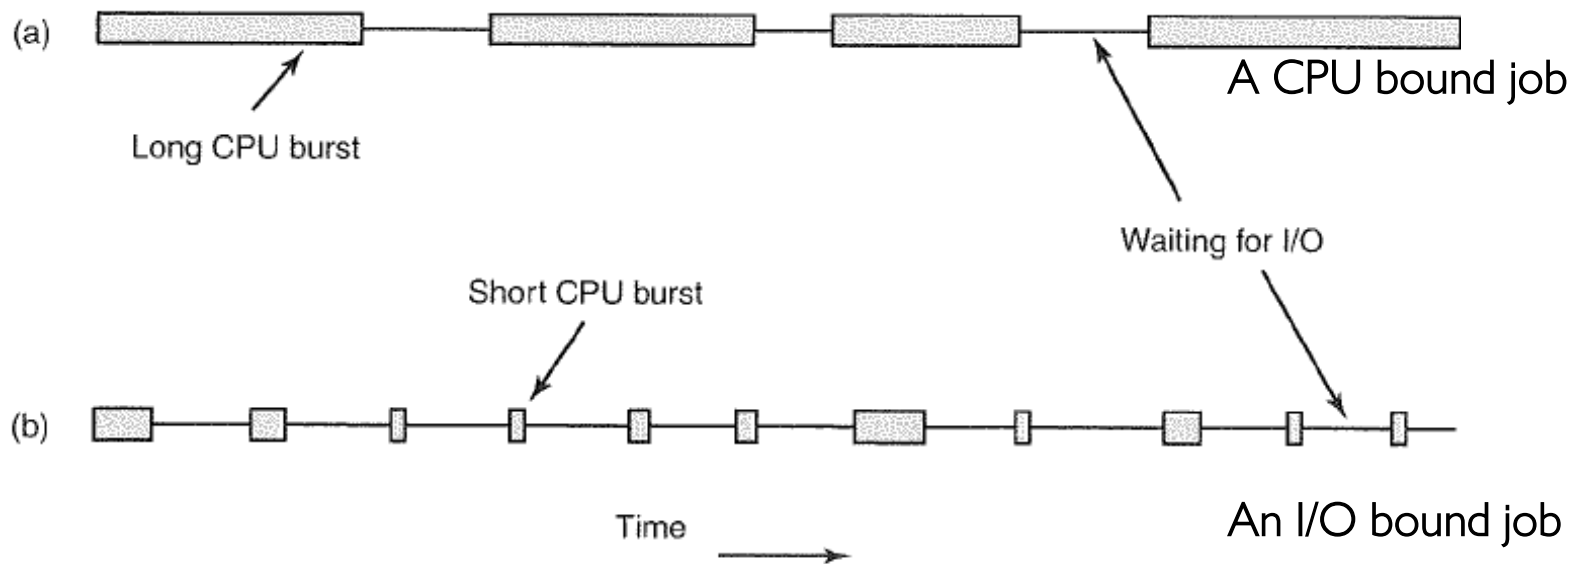 (a)
A CPU bound job
Long CPU burst
Waiting for I/O
Short CPU burst
(b)
An I/O bound job
Time